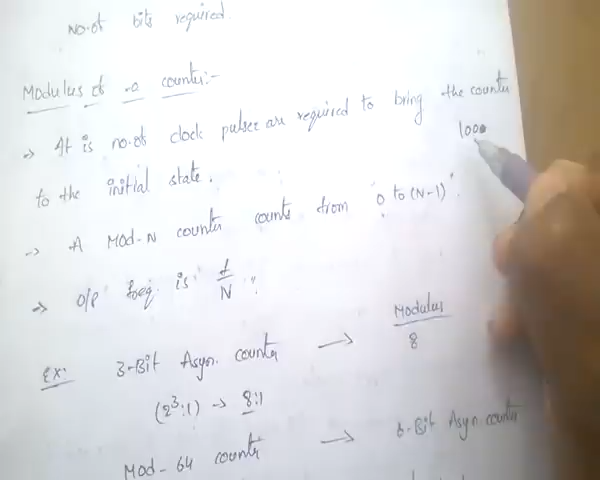 No. of bits required.
Modulus of a counter:-
→ It is no. of clock pulses are required to bring the counter
1000
to the initial state.
→ A MOD-N counter counts from "0 to (N-1)".
→ O/P freq. is f/N.
Modulus
Ex: 3-Bit Asyn. counter → 8
(2³:1) → 8:1
Mod-64 counter → 6-Bit Asyn counter